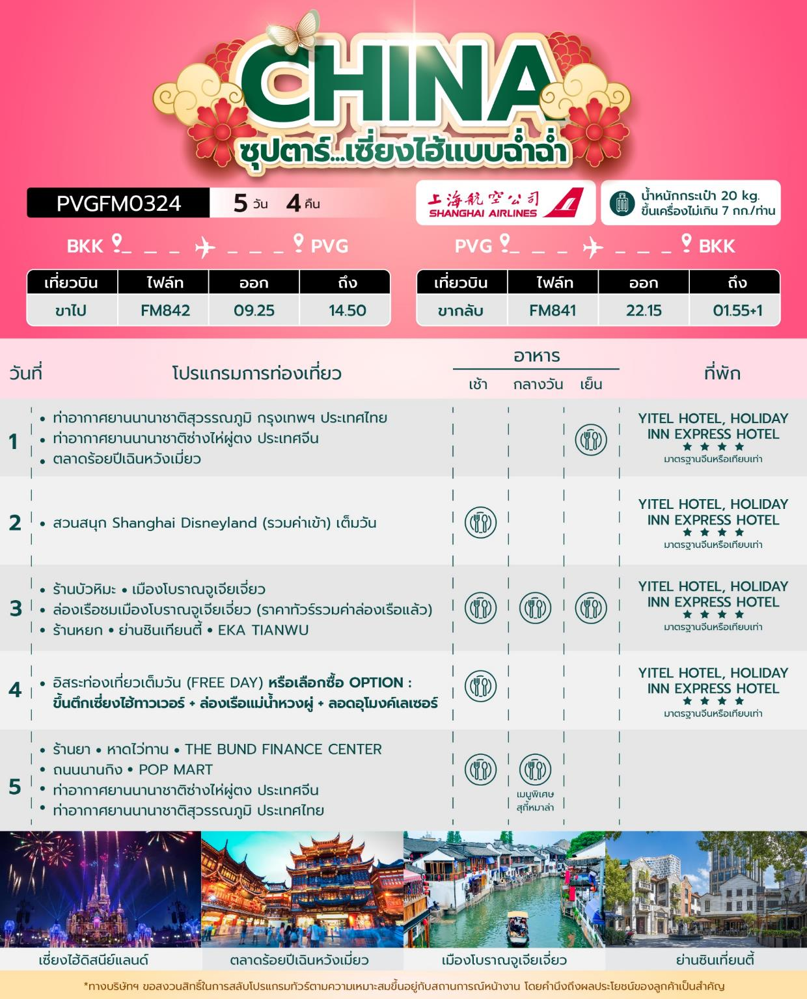 CHINA
ซุปตาร์...เซี่ยงไฮ้แบบฉ่ำฉ่ำ
PVGFM0324
5 วัน 4 คืน
上海航空公司
SHANGHAI AIRLINES
น้ำหนักกระเป๋า 20 kg.
ขึ้นเครื่องไม่เกิน 7 กก./ท่าน
BKK PVG
PVG BKK
เที่ยวบิน ไฟล์ท ออก ถึง
ขาไป FM842 09.25 14.50
เที่ยวบิน ไฟล์ท ออก ถึง
ขากลับ FM841 22.15 01.55+1
วันที่ โปรแกรมการท่องเที่ยว อาหาร ที่พัก
เช้า กลางวัน เย็น
1
• ท่าอากาศยานนานาชาติสุวรรณภูมิ กรุงเทพฯ ประเทศไทย
• ท่าอากาศยานนานาชาติซ่างไห่ผู่ตง ประเทศจีน
• ตลาดร้อยปีเฉินหวังเมี่ยว
YITEL HOTEL, HOLIDAY
INN EXPRESS HOTEL
★ ★ ★ ★
มาตรฐานจีนหรือเทียบเท่า
2
• สวนสนุก Shanghai Disneyland (รวมค่าเข้า) เต็มวัน
YITEL HOTEL, HOLIDAY
INN EXPRESS HOTEL
★ ★ ★ ★
มาตรฐานจีนหรือเทียบเท่า
3
• ร้านบัวหิมะ • เมืองโบราณจูเจียเจี่ยว
• ล่องเรือชมเมืองโบราณจูเจียเจี่ยว (ราคาทัวร์รวมค่าล่องเรือแล้ว)
• ร้านหยก • ย่านซินเทียนตี้ • EKA TIANWU
YITEL HOTEL, HOLIDAY
INN EXPRESS HOTEL
★ ★ ★ ★
มาตรฐานจีนหรือเทียบเท่า
4
• อิสระท่องเที่ยวเต็มวัน (FREE DAY) หรือเลือกซื้อ OPTION :
ขึ้นตึกเซี่ยงไฮ้ทาวเวอร์ + ล่องเรือแม่น้ำหวงผู่ + ลอดอุโมงค์เลเซอร์
YITEL HOTEL, HOLIDAY
INN EXPRESS HOTEL
★ ★ ★ ★
มาตรฐานจีนหรือเทียบเท่า
5
• ร้านยา • หาดไว่ทาน • THE BUND FINANCE CENTER
• ถนนนานกิง • POP MART
• ท่าอากาศยานนานาชาติซ่างไห่ผู่ตง ประเทศจีน
• ท่าอากาศยานนานาชาติสุวรรณภูมิ ประเทศไทย
เมนูพิเศษ
สุกี้หมาล่า
เซี่ยงไฮ้ดิสนีย์แลนด์
ตลาดร้อยปีเฉินหวังเมี่ยว
เมืองโบราณจูเจียเจี่ยว
ย่านซินเที่ยนตี้
*ทางบริษัทฯ ขอสงวนสิทธิ์ในการสลับโปรแกรมทัวร์ตามความเหมาะสมขึ้นอยู่กับสถานการณ์หน้างาน โดยคำนึงถึงผลประโยชน์ของลูกค้าเป็นสำคัญ